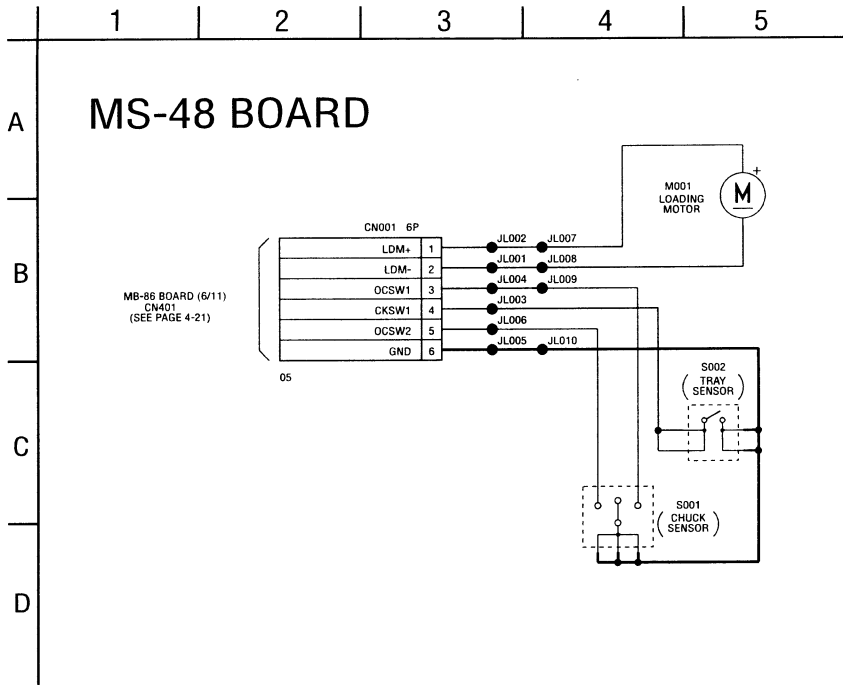 1 2 3 4 5
A
MS-48 BOARD
M001
LOADING
MOTOR
M
+
B
CN001 6P
LDM+ 1
LDM- 2
OCSW1 3
CKSW1 4
OCSW2 5
GND 6
JL002 JL007
JL001 JL008
JL004 JL009
JL003
JL006
JL005 JL010
MB-86 BOARD (6/11)
CN401
(SEE PAGE 4-21)
05
C
S002
( TRAY
SENSOR )
S001
( CHUCK
SENSOR )
D